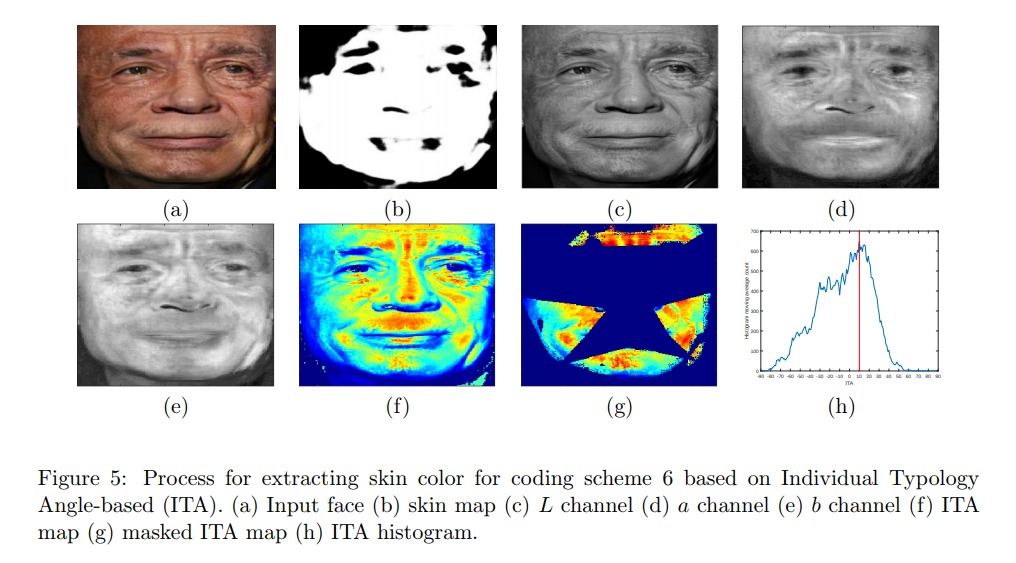 (a)
(b)
(c)
(d)
Histogram moving average count
700
600
500
400
300
200
100
0
-90 -80 -70 -60 -50 -40 -30 -20 -10 0 10 20 30 40 50 60 70 80 90
ITA
(e)
(f)
(g)
(h)
Figure 5: Process for extracting skin color for coding scheme 6 based on Individual Typology
Angle-based (ITA). (a) Input face (b) skin map (c) L channel (d) a channel (e) b channel (f) ITA
map (g) masked ITA map (h) ITA histogram.